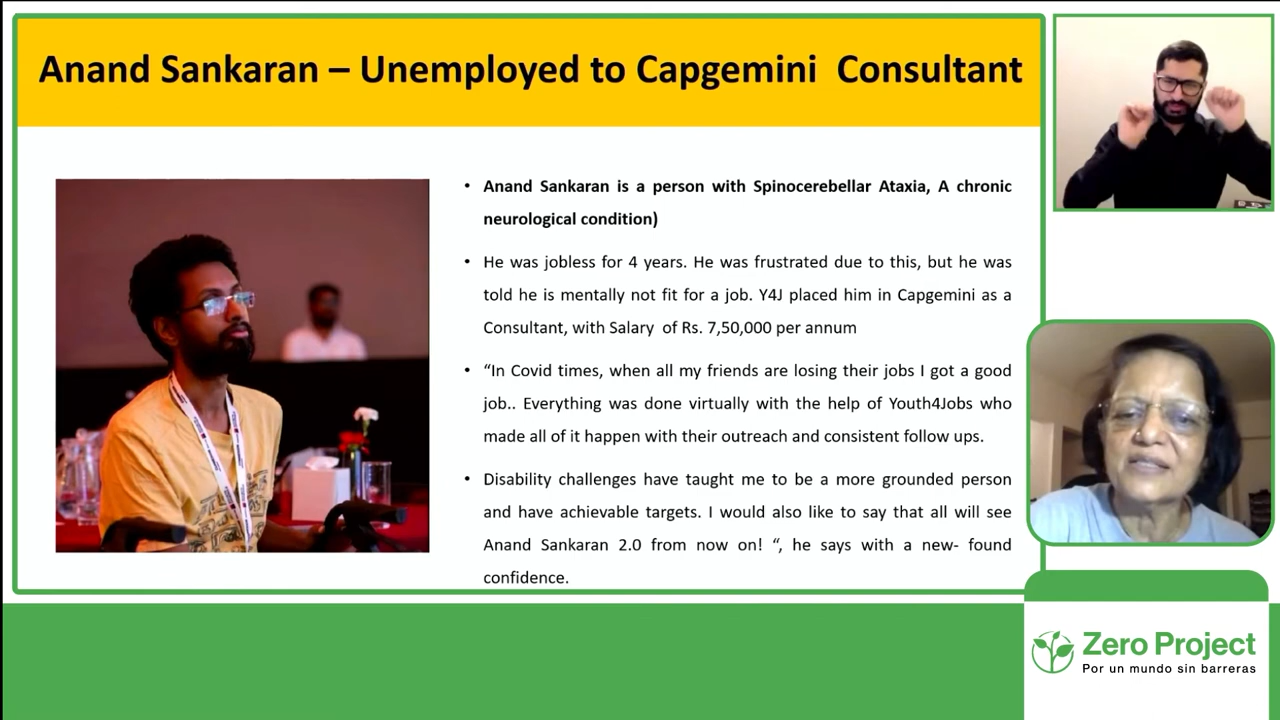 Anand Sankaran – Unemployed to Capgemini Consultant
• Anand Sankaran is a person with Spinocerebellar Ataxia, A chronic
neurological condition)
• He was jobless for 4 years. He was frustrated due to this, but he was
told he is mentally not fit for a job. Y4J placed him in Capgemini as a
Consultant, with Salary of Rs. 7,50,000 per annum
• “In Covid times, when all my friends are losing their jobs I got a good
job.. Everything was done virtually with the help of Youth4Jobs who
made all of it happen with their outreach and consistent follow ups.
• Disability challenges have taught me to be a more grounded person
and have achievable targets. I would also like to say that all will see
Anand Sankaran 2.0 from now on! “, he says with a new- found
confidence.
Zero Project
Por un mundo sin barreras